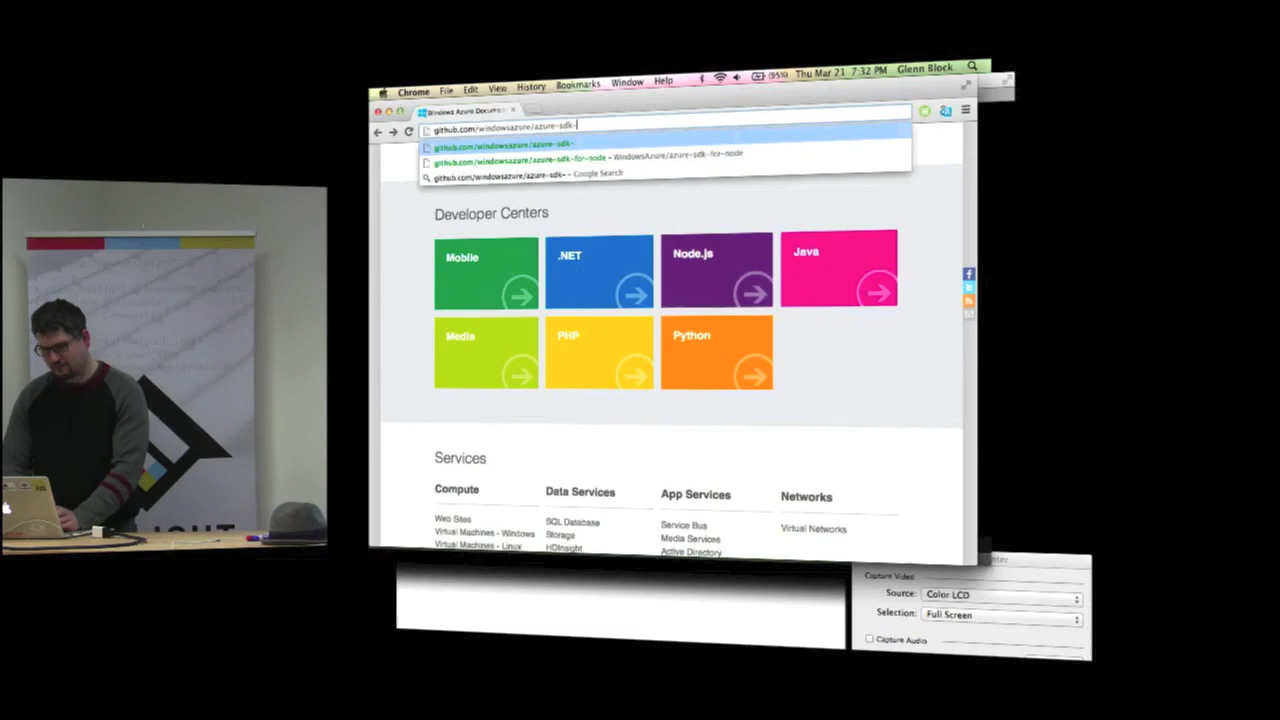 Chrome File Edit View History Bookmarks Window Help (95%) Thu Mar 21 7:32 PM Glenn Block
Windows Azure Documen
github.com/windowsazure/azure-sdk-
github.com/windowsazure/azure-sdk-
github.com/windowsazure/azure-sdk-for-node – WindowsAzure/azure-sdk-for-node
github.com/windowsazure/azure-sdk- – Google Search
Developer Centers
Mobile .NET Node.js Java
Media PHP Python
Services
Compute Data Services App Services Networks
Web Sites SQL Database Service Bus Virtual Networks
Virtual Machines - Windows Storage Media Services
Virtual Machines - Linux HDInsight Active Directory
Capture Video
Source: Color LCD
Selection: Full Screen
Capture Audio